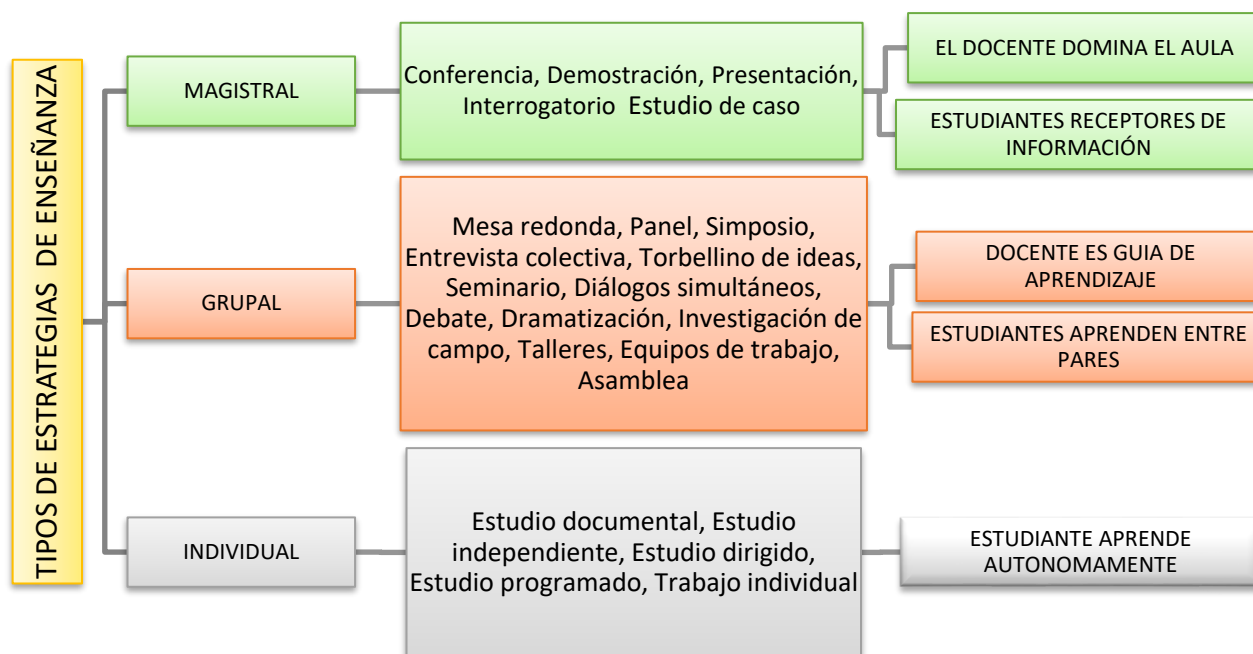 TIPOS DE ESTRATEGIAS DE ENSEÑANZA
MAGISTRAL
Conferencia, Demostración, Presentación,
Interrogatorio Estudio de caso
EL DOCENTE DOMINA EL AULA
ESTUDIANTES RECEPTORES DE
INFORMACIÓN
GRUPAL
Mesa redonda, Panel, Simposio,
Entrevista colectiva, Torbellino de ideas,
Seminario, Diálogos simultáneos,
Debate, Dramatización, Investigación de
campo, Talleres, Equipos de trabajo,
Asamblea
DOCENTE ES GUIA DE
APRENDIZAJE
ESTUDIANTES APRENDEN ENTRE
PARES
INDIVIDUAL
Estudio documental, Estudio
independiente, Estudio dirigido,
Estudio programado, Trabajo individual
ESTUDIANTE APRENDE
AUTONOMAMENTE